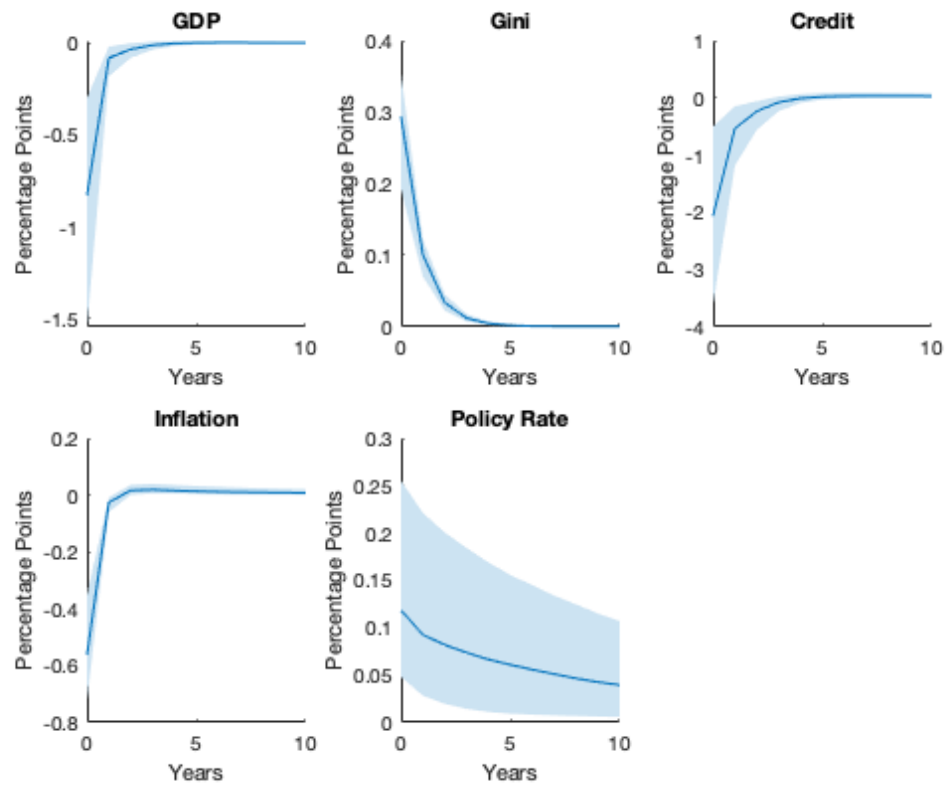 GDP
Percentage Points
0
-0.5
-1
-1.5
0 5 10
Years
Gini
Percentage Points
0.4
0.3
0.2
0.1
0
0 5 10
Years
Credit
Percentage Points
1
0
-1
-2
-3
-4
0 5 10
Years
Inflation
Percentage Points
0.2
0
-0.2
-0.4
-0.6
-0.8
0 5 10
Years
Policy Rate
Percentage Points
0.3
0.25
0.2
0.15
0.1
0.05
0
0 5 10
Years